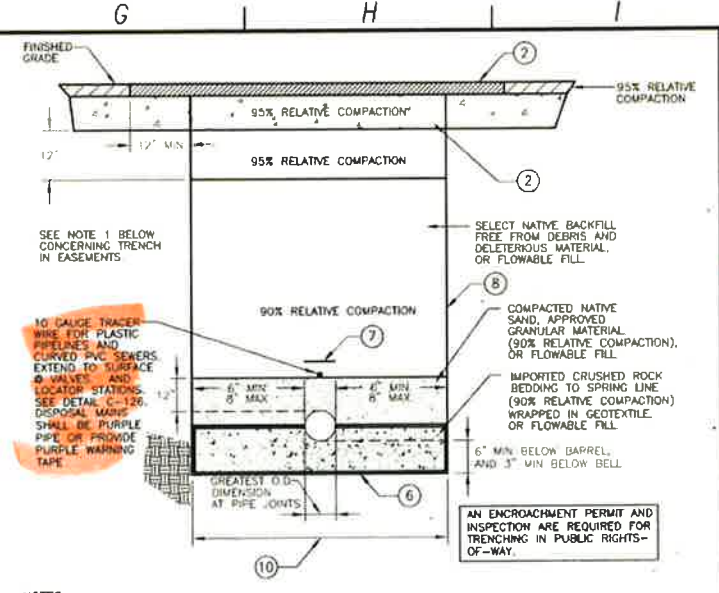 G H I
FINISHED
GRADE
2
95% RELATIVE
COMPACTION
95% RELATIVE COMPACTION
12"
12" MIN
95% RELATIVE COMPACTION
2
SEE NOTE 1 BELOW
CONCERNING TRENCH
IN EASEMENTS
SELECT NATIVE BACKFILL
FREE FROM DEBRIS AND
DELETERIOUS MATERIAL,
OR FLOWABLE FILL
8
90% RELATIVE COMPACTION
7
10 GAUGE TRACER
WIRE FOR PLASTIC
PIPELINES AND
CURVED PVC SEWERS.
EXTEND TO SURFACE
@ VALVES AND
LOCATOR STATIONS.
SEE DETAIL C-126.
DISPOSAL MAINS
SHALL BE PURPLE
PIPE OR PROVIDE
PURPLE WARNING
TAPE
COMPACTED NATIVE
SAND, APPROVED
GRANULAR MATERIAL
(90% RELATIVE COMPACTION),
OR FLOWABLE FILL
12"
6" MIN
8" MAX
6" MIN
8" MAX
IMPORTED CRUSHED ROCK
BEDDING TO SPRING LINE
(90% RELATIVE COMPACTION)
WRAPPED IN GEOTEXTILE
OR FLOWABLE FILL
6" MIN BELOW BARREL,
AND 3" MIN BELOW BELL
GREATEST O.D.
DIMENSION
AT PIPE JOINTS
6
10
AN ENCROACHMENT PERMIT AND
INSPECTION ARE REQUIRED FOR
TRENCHING IN PUBLIC RIGHTS-
OF-WAY.